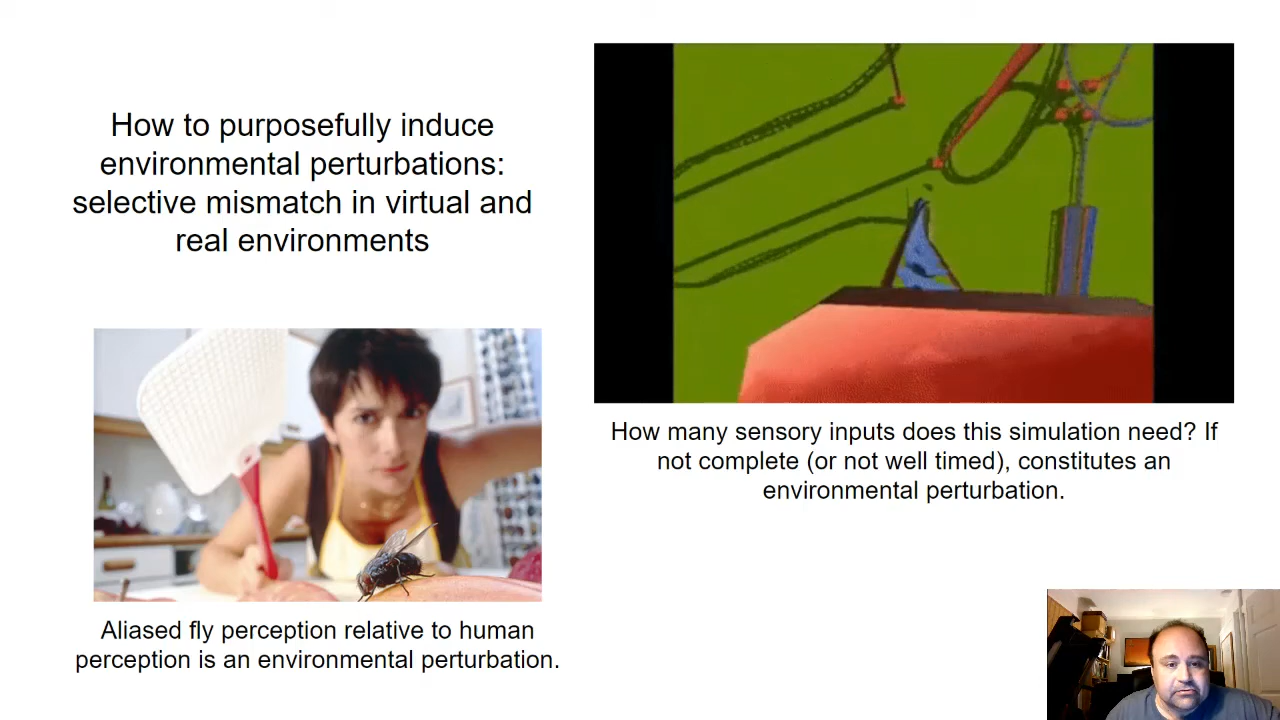 How to purposefully induce
environmental perturbations:
selective mismatch in virtual and
real environments
How many sensory inputs does this simulation need? If
not complete (or not well timed), constitutes an
environmental perturbation.
Aliased fly perception relative to human
perception is an environmental perturbation.